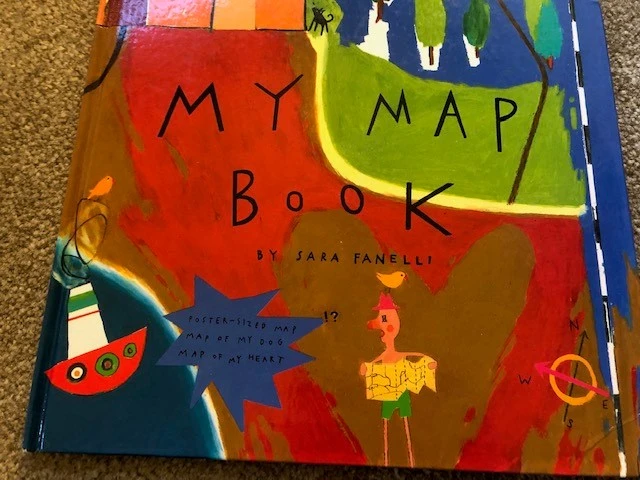 MY MAP
BOOK
BY SARA FANELLI
!?
POSTER-SIZED MAP
MAP OF MY DOG
MAP OF MY HEART
N
W
E
S